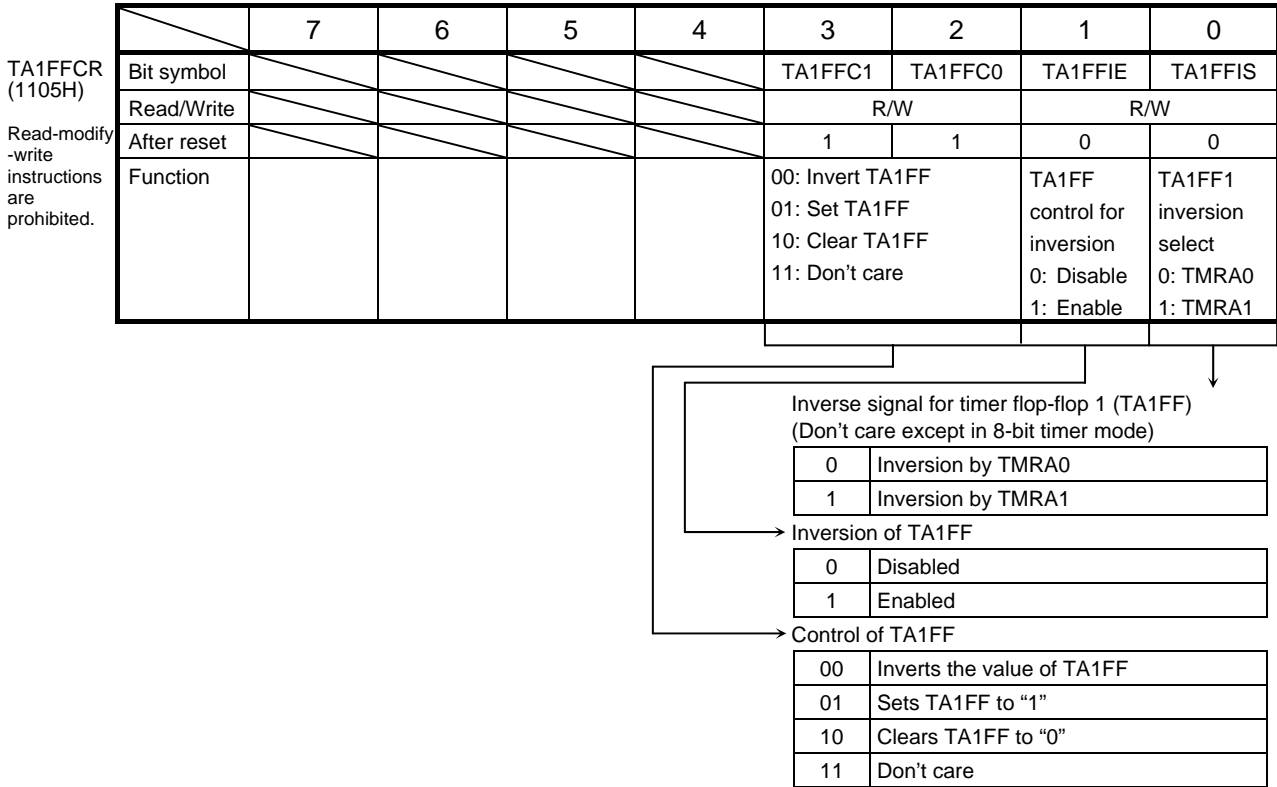 7 6 5 4 3 2 1 0
TA1FFCR
(1105H)
Read-modify
-write
instructions
are
prohibited.
Bit symbol TA1FFC1 TA1FFC0 TA1FFIE TA1FFIS
Read/Write R/W R/W
After reset 1 1 0 0
Function
00: Invert TA1FF
01: Set TA1FF
10: Clear TA1FF
11: Don’t care
TA1FF
control for
inversion
0: Disable
1: Enable
TA1FF1
inversion
select
0: TMRA0
1: TMRA1
Inverse signal for timer flop-flop 1 (TA1FF)
(Don’t care except in 8-bit timer mode)
0 Inversion by TMRA0
1 Inversion by TMRA1
Inversion of TA1FF
0 Disabled
1 Enabled
Control of TA1FF
00 Inverts the value of TA1FF
01 Sets TA1FF to “1”
10 Clears TA1FF to “0”
11 Don’t care